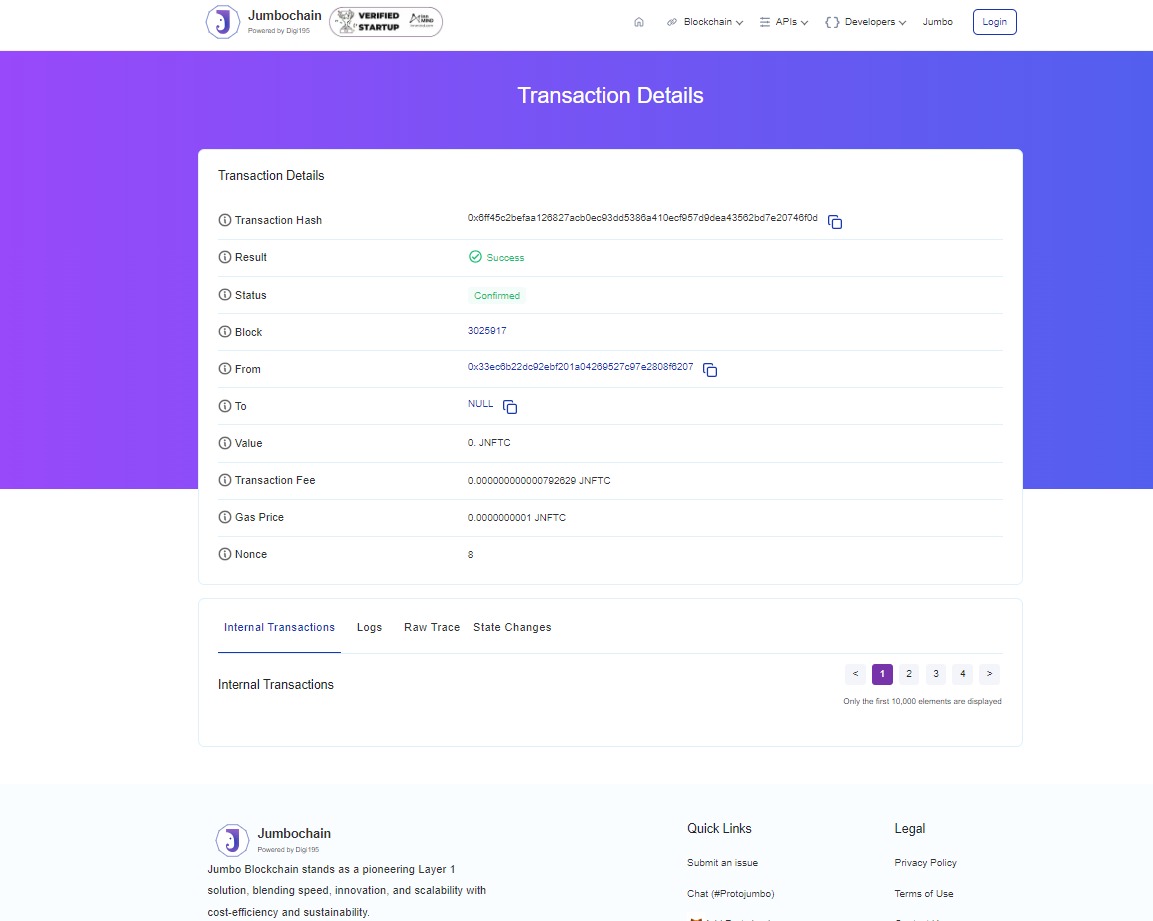 Jumbochain
Powered by Digi195
VERIFIED
STARTUP
Blockchain
APIs
Developers
Jumbo
Login
Transaction Details
Transaction Details
Transaction Hash
0x6ff45c2befaa126827acb0ec93dd5386a410ecf957d9dea43562bd7e20746f0d
Result
Success
Status
Confirmed
Block
3025917
From
0x33ec6b22dc92ebf201a04269527c97e2808f6207
To
NULL
Value
0. JNFTC
Transaction Fee
0.000000000000792629 JNFTC
Gas Price
0.0000000001 JNFTC
Nonce
8
Internal Transactions
Logs
Raw Trace
State Changes
Internal Transactions
< 1 2 3 4 >
Only the first 10,000 elements are displayed
Jumbochain
Powered by Digi195
Jumbo Blockchain stands as a pioneering Layer 1
solution, blending speed, innovation, and scalability with
cost-efficiency and sustainability.
Quick Links
Submit an issue
Chat (#Protojumbo)
Legal
Privacy Policy
Terms of Use